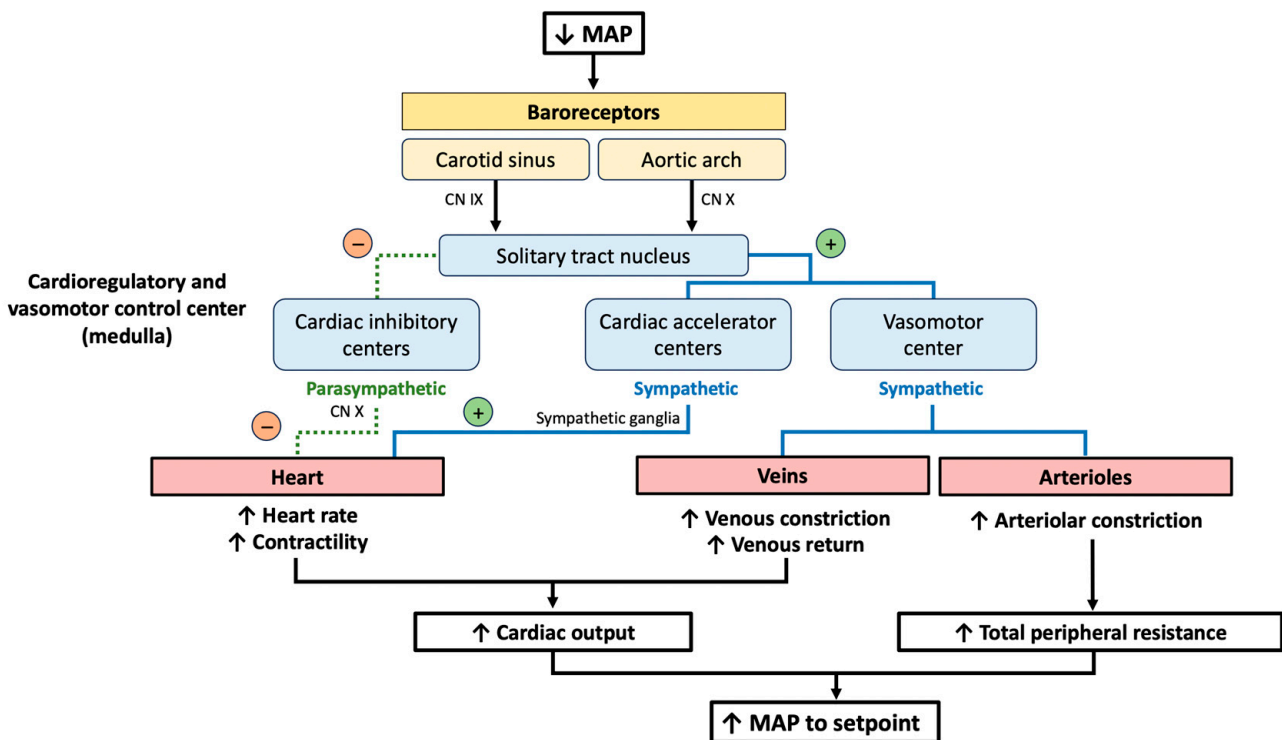 ↓ MAP
Baroreceptors
Carotid sinus
Aortic arch
CN IX
CN X
−
+
Solitary tract nucleus
Cardioregulatory and
vasomotor control center
(medulla)
Cardiac inhibitory
centers
Cardiac accelerator
centers
Vasomotor
center
Parasympathetic
Sympathetic
Sympathetic
CN X
−
+
Sympathetic ganglia
Heart
Veins
Arterioles
↑ Heart rate
↑ Contractility
↑ Venous constriction
↑ Venous return
↑ Arteriolar constriction
↑ Cardiac output
↑ Total peripheral resistance
↑ MAP to setpoint